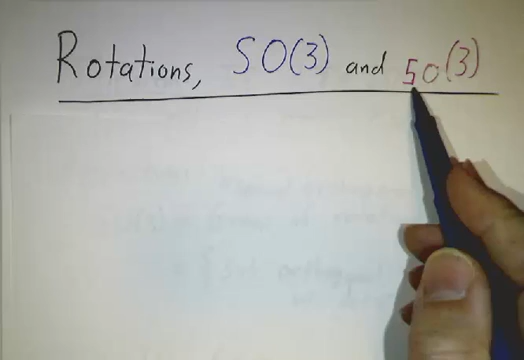 Rotations, SO(3) and so(3)